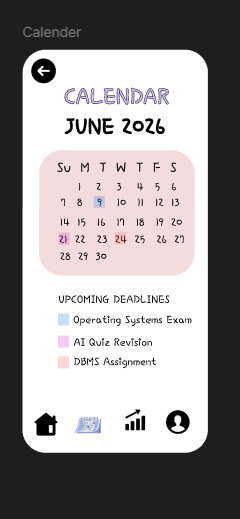 Calender
CALENDAR
JUNE 2026
Su M T W T F S
1 2 3 4 5 6
7 8 9 10 11 12 13
14 15 16 17 18 19 20
21 22 23 24 25 26 27
28 29 30
UPCOMING DEADLINES
Operating Systems Exam
AI Quiz Revision
DBMS Assignment